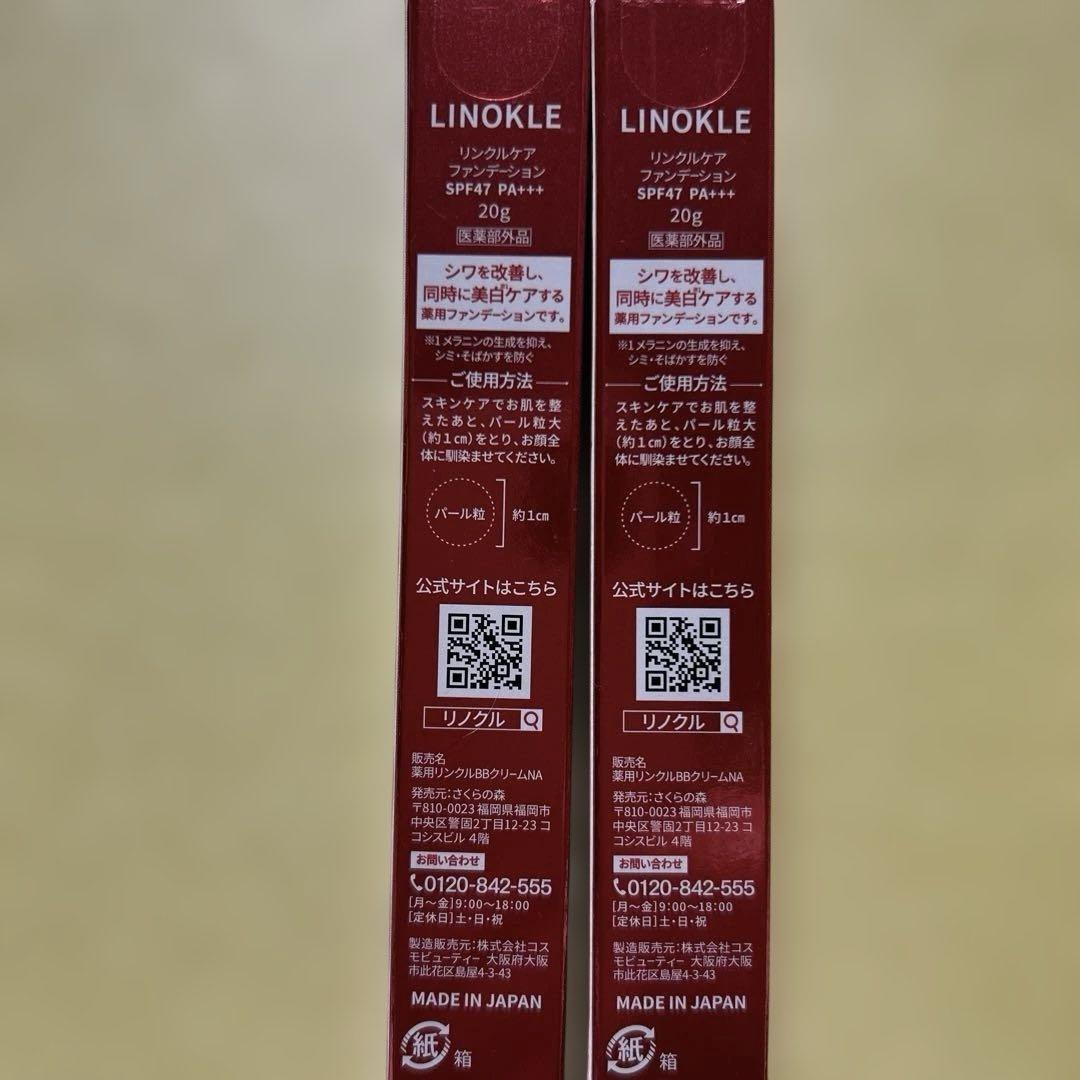 LINOKLE
リンクルケア
ファンデーション
SPF47 PA+++
20g
医薬部外品
シワを改善し、
同時に美白ケアする
※1
薬用ファンデーションです。
※1メラニンの生成を抑え、
シミ・そばかすを防ぐ
ご使用方法
スキンケアでお肌を整
えたあと、パール粒大
(約1㎝)をとり、お顔全
体に馴染ませてください。
パール粒 約1㎝
公式サイトはこちら
リノクル
販売名
薬用リンクルBBクリームNA
発売元:さくらの森
〒810-0023 福岡県福岡市
中央区警固2丁目12-23 コ
コシスビル 4階
お問い合わせ
0120-842-555
[月〜金]9:00〜18:00
[定休日]土・日・祝
製造販売元:株式会社コス
モビューティー 大阪府大阪
市此花区島屋4-3-43
MADE IN JAPAN
紙 箱
LINOKLE
リンクルケア
ファンデーション
SPF47 PA+++
20g
医薬部外品
シワを改善し、
同時に美白ケアする
※1
薬用ファンデーションです。
※1メラニンの生成を抑え、
シミ・そばかすを防ぐ
ご使用方法
スキンケアでお肌を整
えたあと、パール粒大
(約1㎝)をとり、お顔全
体に馴染ませてください。
パール粒 約1㎝
公式サイトはこちら
リノクル
販売名
薬用リンクルBBクリームNA
発売元:さくらの森
〒810-0023 福岡県福岡市
中央区警固2丁目12-23 コ
コシスビル 4階
お問い合わせ
0120-842-555
[月〜金]9:00〜18:00
[定休日]土・日・祝
製造販売元:株式会社コス
モビューティー 大阪府大阪
市此花区島屋4-3-43
MADE IN JAPAN
紙 箱